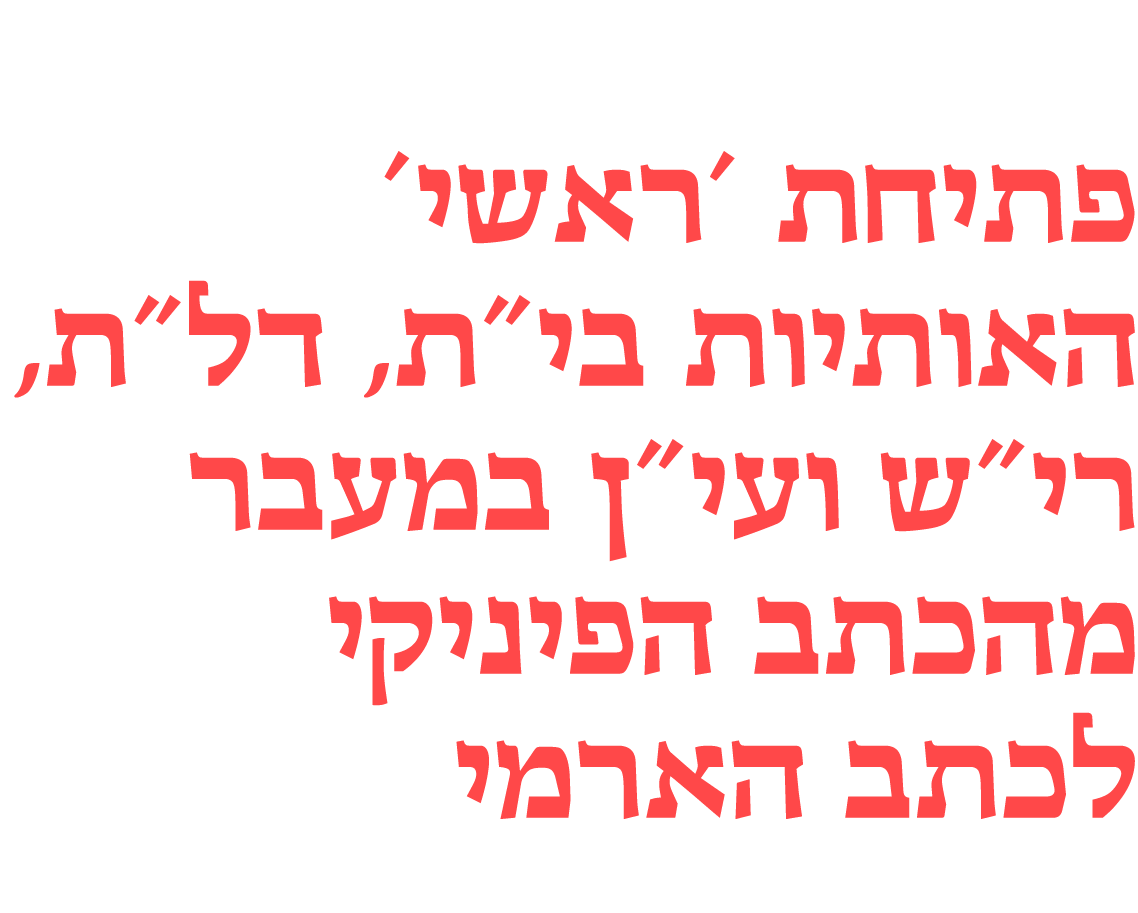 פתיחת ׳ראשי׳
האותיות בי״ת, דל״ת,
רי״ש ועי״ן במעבר
מהכתב הפיניקי
לכתב הארמי